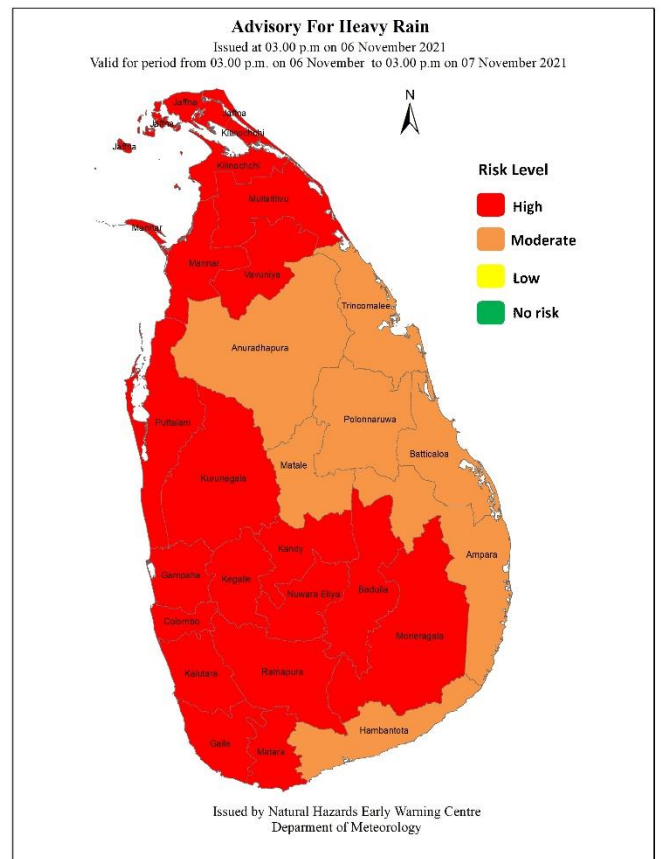 Advisory For Heavy Rain
Issued at 03.00 p.m on 06 November 2021
Valid for period from 03.00 p.m. on 06 November to 03.00 p.m on 07 November 2021
N
Jaffna
Jaffna
Jaffna
Jaffna
Kilinochchi
Kilinochchi
Mullaitivu
Mannar
Mannar
Vavuniya
Trincomalee
Anuradhapura
Polonnaruwa
Puttalam
Batticaloa
Matale
Kurunegala
Kandy
Ampara
Gampaha
Kegalle
Nuwara Eliya
Badulla
Colombo
Moneragala
Kalutara
Ratnapura
Hambantota
Galle
Matara
Risk Level
High
Moderate
Low
No risk
Issued by Natural Hazards Early Warning Centre
Deparment of Meteorology